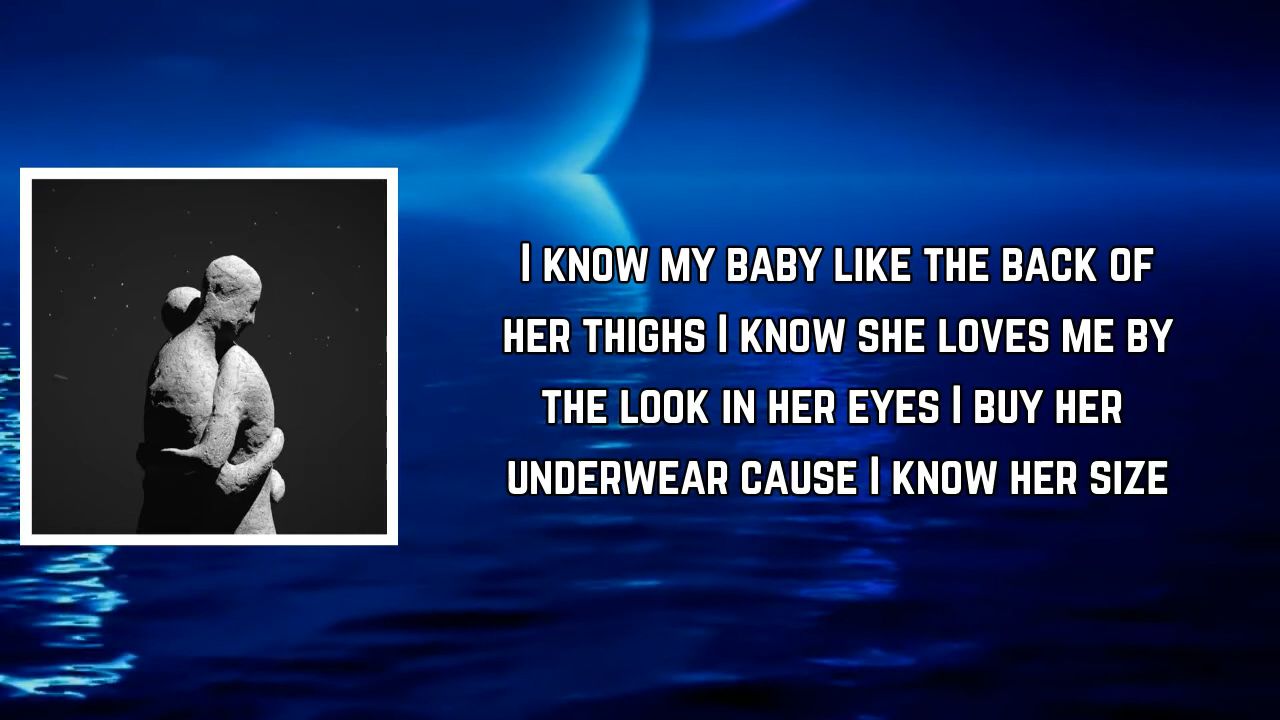 I KNOW MY BABY LIKE THE BACK OF
HER THIGHS I KNOW SHE LOVES ME BY
THE LOOK IN HER EYES I BUY HER
UNDERWEAR CAUSE I KNOW HER SIZE